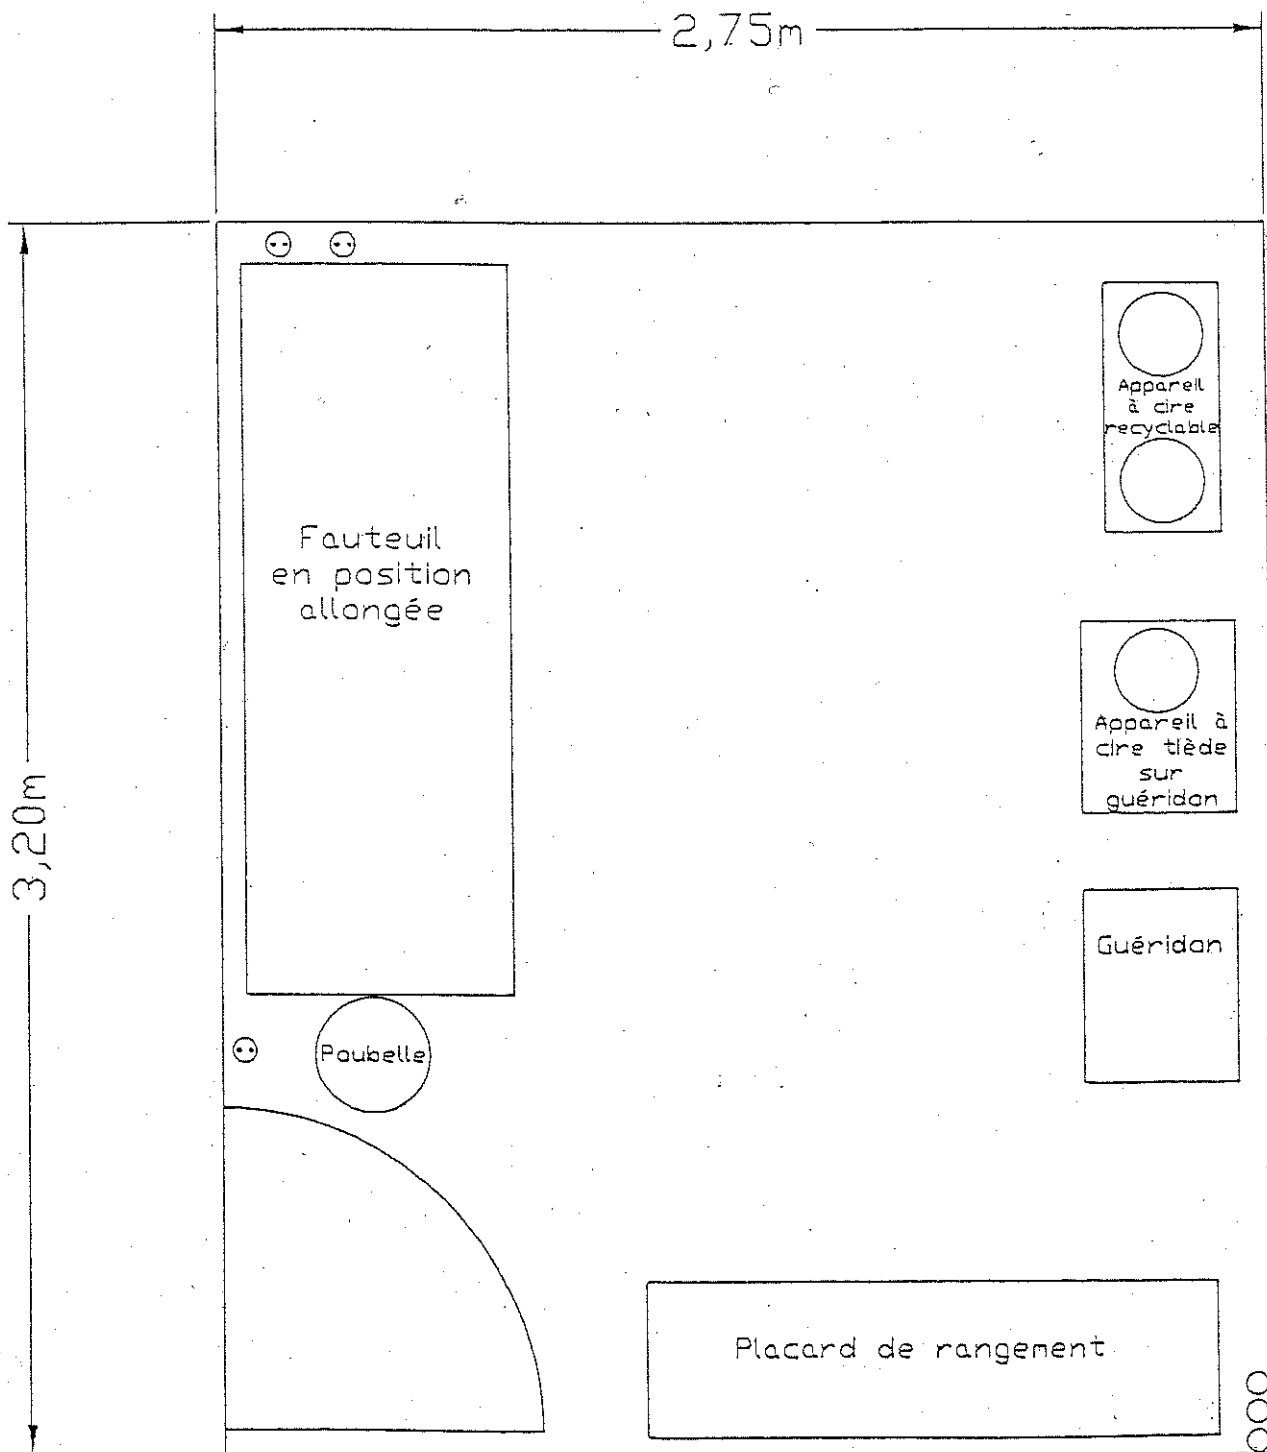 2,75m
3,20m
Fauteuil
en position
allongée
Appareil
à cire
recyclable
Appareil à
cire tiède
sur
guéridon
Guéridon
Poubelle
Placard de rangement